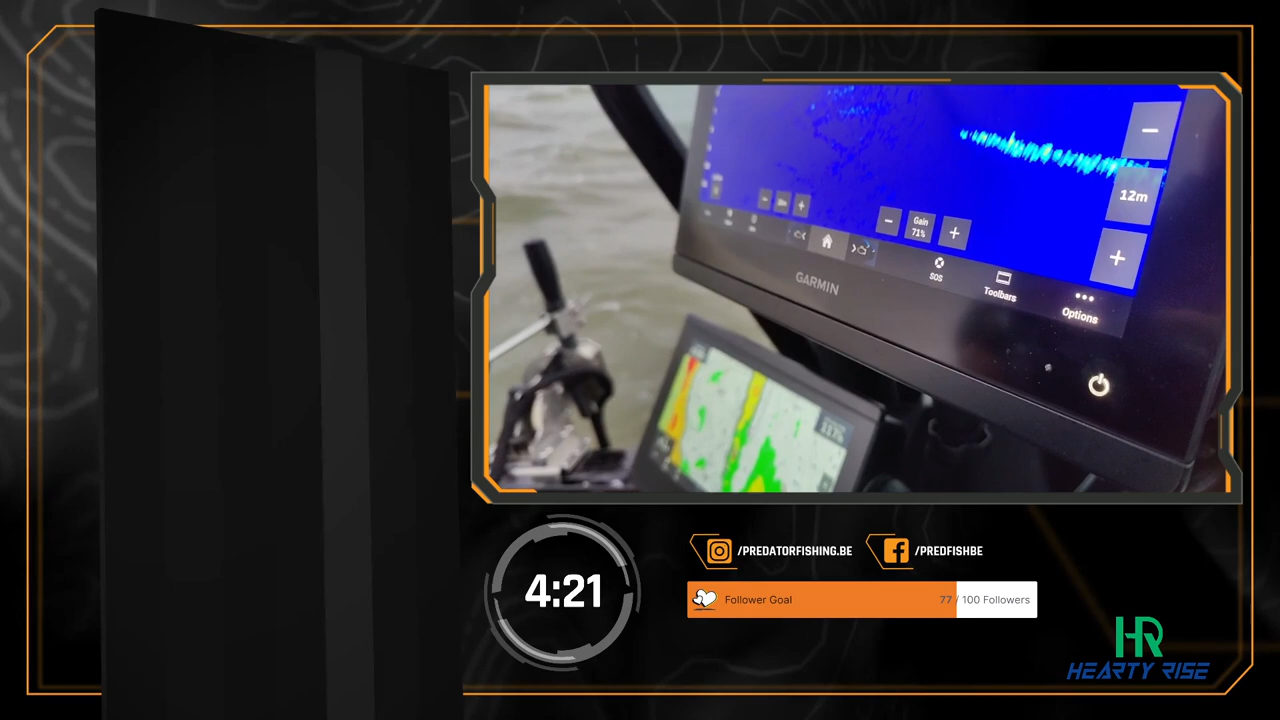 12m
Gain
71%
GARMIN
SOS
Toolbars
Options
4:21
/PREDATORFISHING.BE
/PREDFISHBE
Follower Goal
77 / 100 Followers
HR
HEARTY RISE